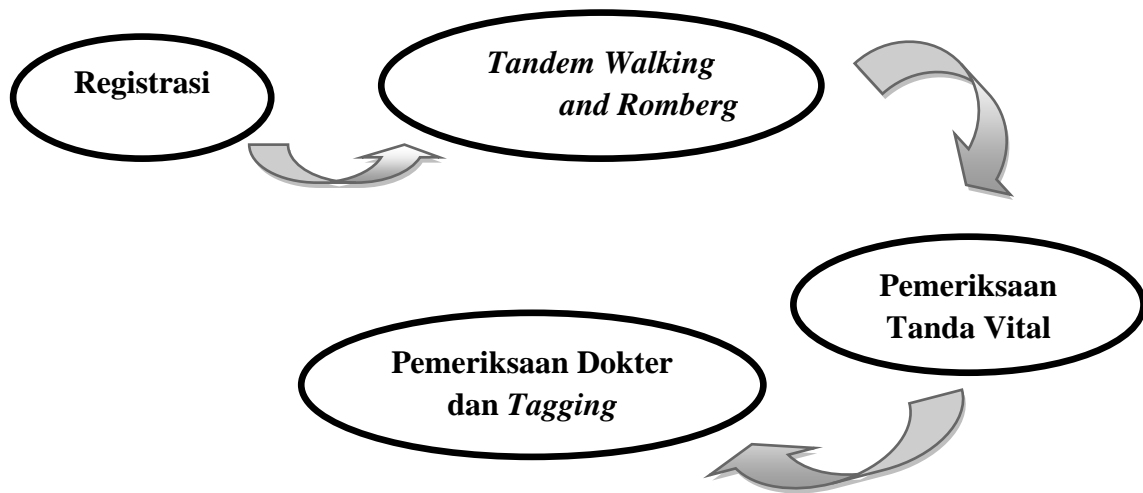 Registrasi
Tandem Walking
and Romberg
Pemeriksaan
Tanda Vital
Pemeriksaan Dokter
dan Tagging